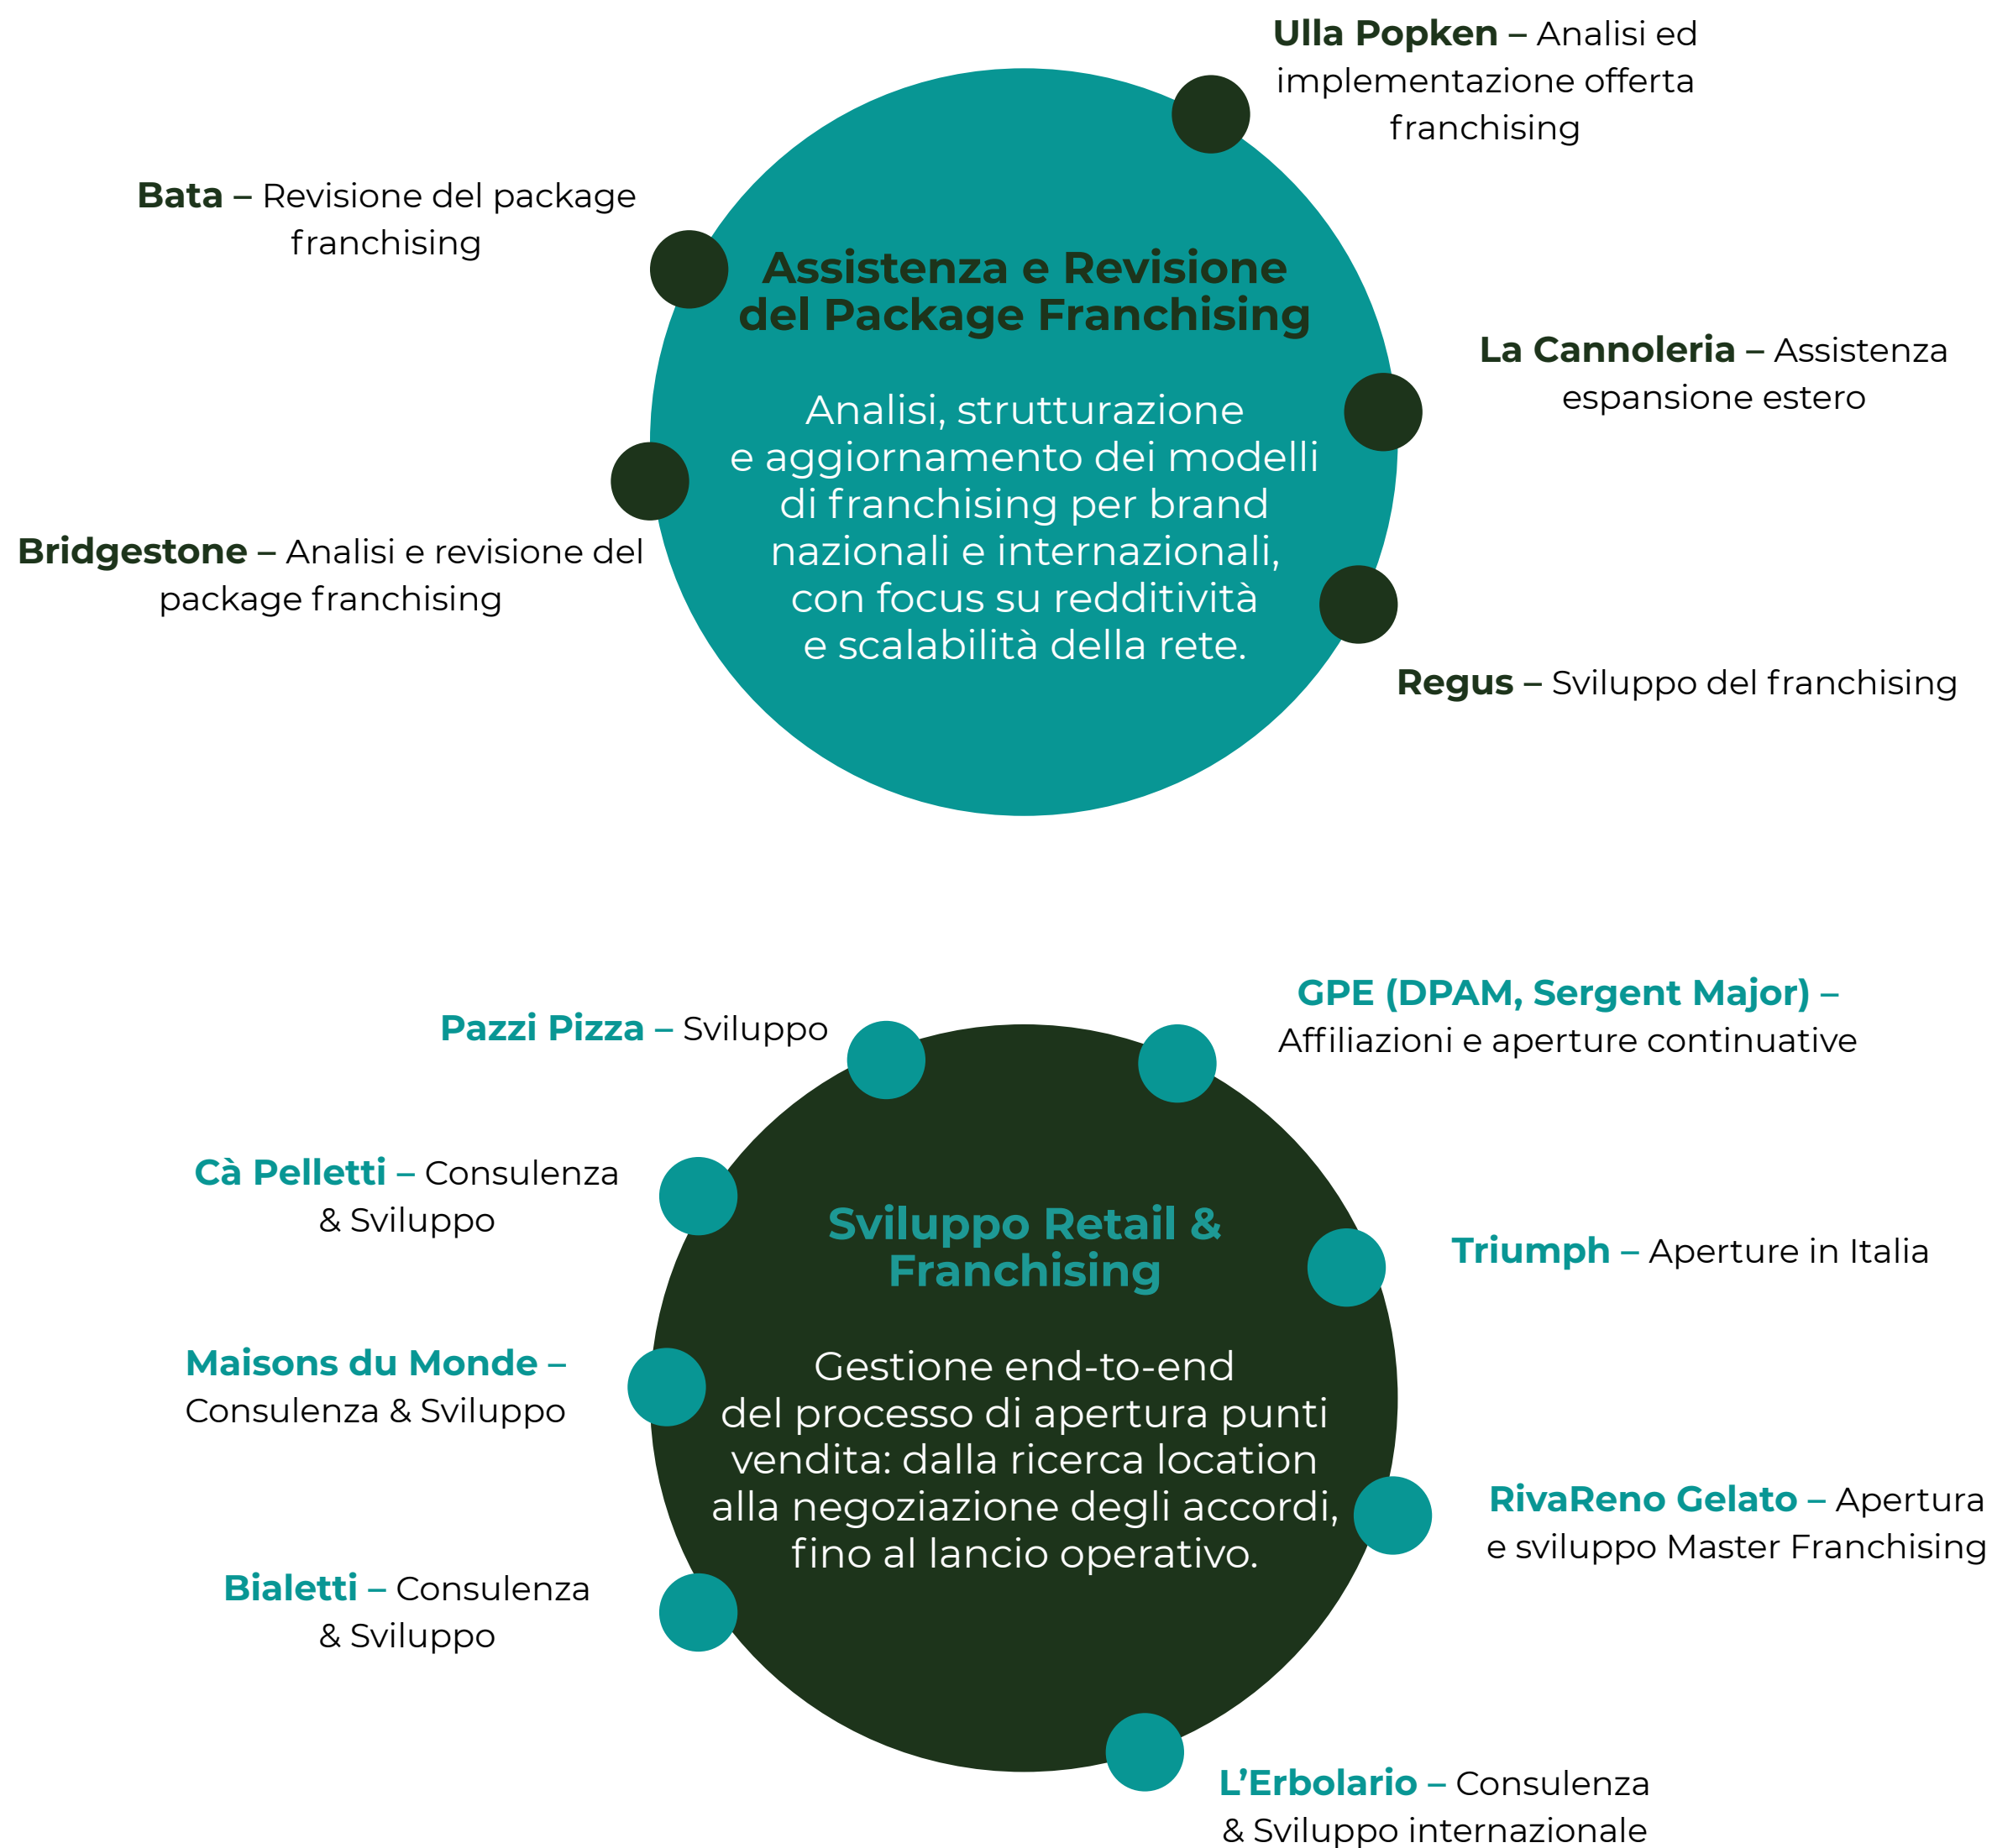 Ulla Popken – Analisi ed
implementazione offerta
franchising
Bata – Revisione del package
franchising
Assistenza e Revisione
del Package Franchising
La Cannoleria – Assistenza
espansione estero
Analisi, strutturazione
e aggiornamento dei modelli
di franchising per brand
nazionali e internazionali,
con focus su redditività
e scalabilità della rete.
Bridgestone – Analisi e revisione del
package franchising
Regus – Sviluppo del franchising
GPE (DPAM, Sergent Major) –
Affiliazioni e aperture continuative
Pazzi Pizza – Sviluppo
Cà Pelletti – Consulenza
& Sviluppo
Sviluppo Retail &
Franchising
Triumph – Aperture in Italia
Maisons du Monde –
Consulenza & Sviluppo
Gestione end-to-end
del processo di apertura punti
vendita: dalla ricerca location
alla negoziazione degli accordi,
fino al lancio operativo.
RivaReno Gelato – Apertura
e sviluppo Master Franchising
Bialetti – Consulenza
& Sviluppo
L’Erbolario – Consulenza
& Sviluppo internazionale